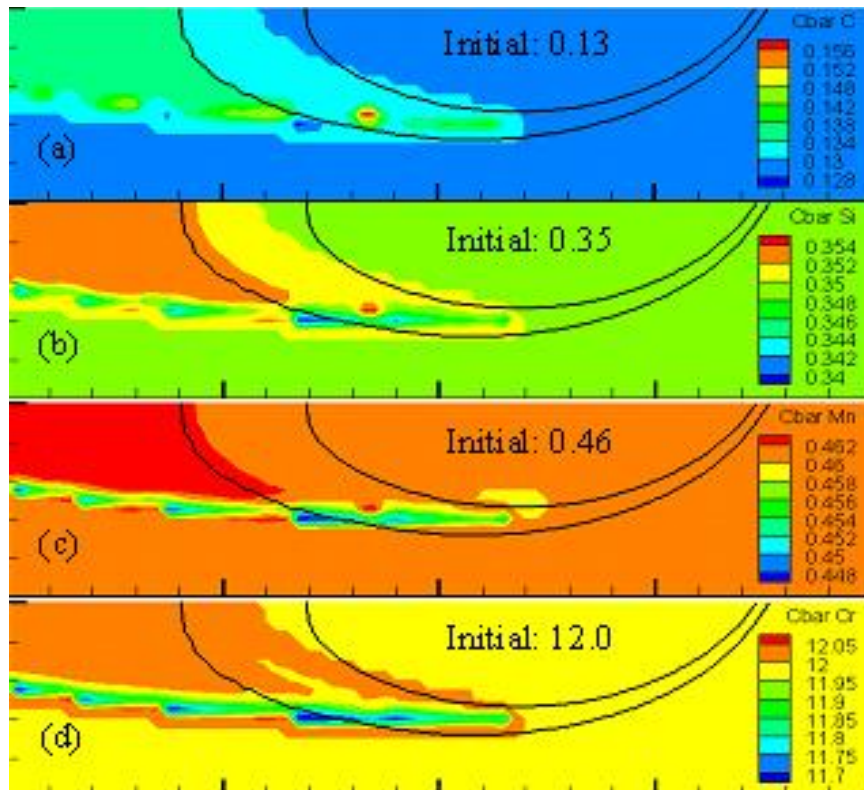 Cbar C
Initial: 0.13
0.156
0.152
0.148
0.142
0.138
0.134
0.13
0.128
(a)
Cbar Si
Initial: 0.35
0.354
0.352
0.35
0.348
0.346
0.344
0.342
0.34
(b)
Cbar Mn
Initial: 0.46
0.462
0.46
0.458
0.456
0.454
0.452
0.45
0.448
(c)
Cbar Cr
Initial: 12.0
12.05
12
11.95
11.9
11.85
11.8
11.75
11.7
(d)